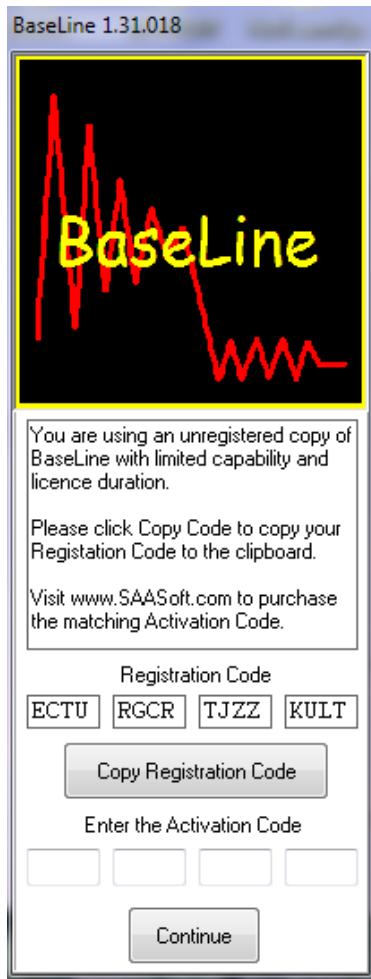 BaseLine 1.31.018
BaseLine
You are using an unregistered copy of
BaseLine with limited capability and
licence duration.
Please click Copy Code to copy your
Registation Code to the clipboard.
Visit www.SAASoft.com to purchase
the matching Activation Code.
Registration Code
ECTU RGCR TJZZ KULT
Copy Registration Code
Enter the Activation Code
Continue